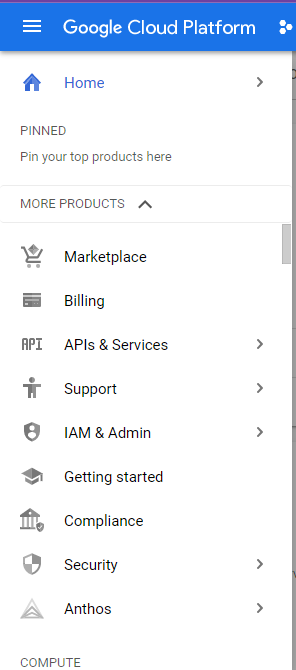 Google Cloud Platform
Home
PINNED
Pin your top products here
MORE PRODUCTS
Marketplace
Billing
API APIs & Services
Support
IAM & Admin
Getting started
Compliance
Security
Anthos
COMPUTE